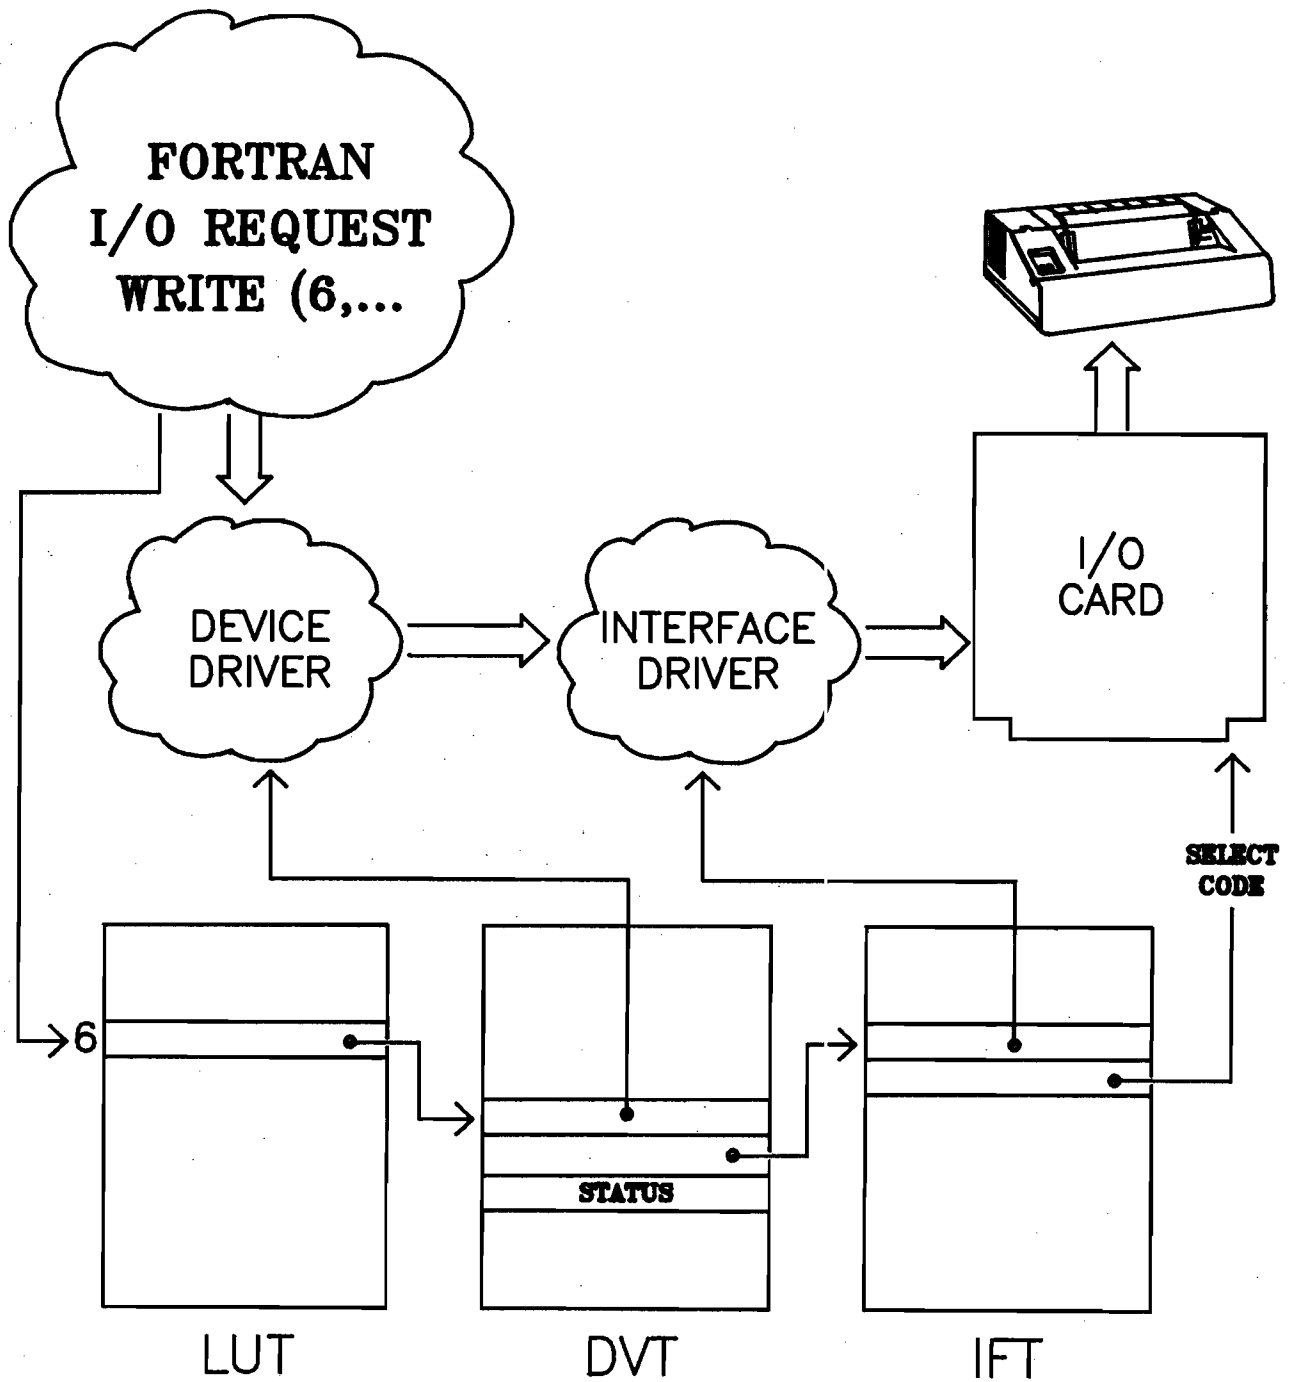 FORTRAN
I/O REQUEST
WRITE (6,...
DEVICE
DRIVER
INTERFACE
DRIVER
I/O
CARD
SELECT
CODE
6
STATUS
LUT
DVT
IFT